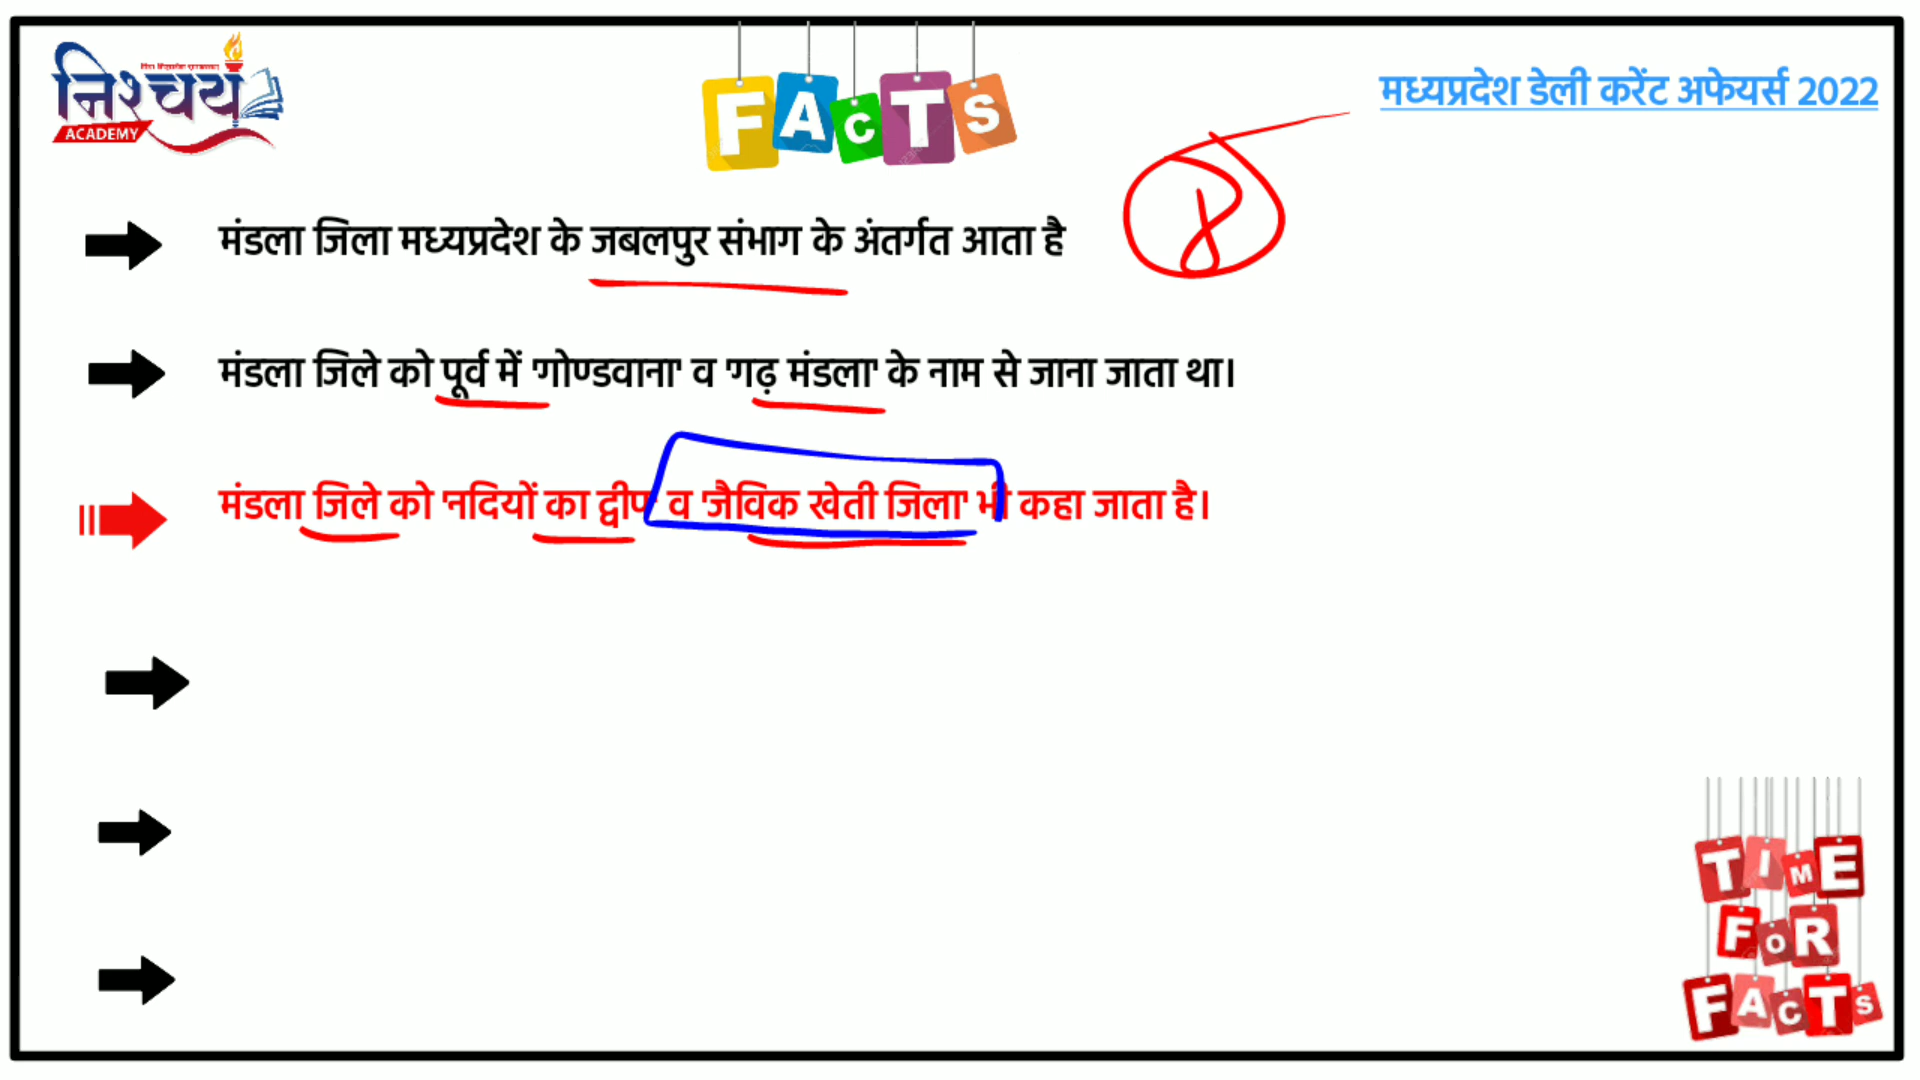 निश्चय
ACADEMY
FACTS
मध्यप्रदेश डेली करेंट अफेयर्स 2022
४
मंडला जिला मध्यप्रदेश के जबलपुर संभाग के अंतर्गत आता है
मंडला जिले को पूर्व में 'गोण्डवाना' व 'गढ़ मंडला' के नाम से जाना जाता था।
मंडला जिले को 'नदियों का द्वीप' व 'जैविक खेती जिला' भी कहा जाता है।
TIME
FOR
FACTS